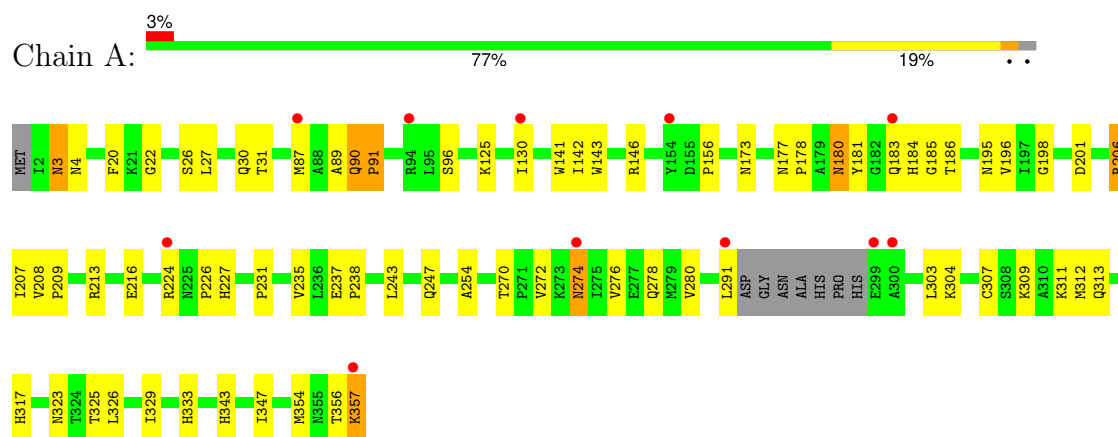 3%
Chain A:
77% 19% • •
MET I2 N3 N4 F20 K21 G22 S26 L27 Q30 T31 M87 A88 A89 Q90 P91 R94 L95 S96 K125 I130 W141 I142 W143 R146 Y154 D155 P156 N173 N177 P178 A179 N180 Y181 G182 Q183 H184 G185 T186 N195 V196 I197 G198 D201 R206
I207 V208 P209 R213 E216 R224 N225 P226 H227 P231 V235 L236 E237 P238 L243 Q247 A254 T270 P271 V272 K273 N274 I275 V276 E277 Q278 M279 V280 L291 ASP GLY ASN ALA HIS PRO HIS E299 A300 L303 K304 C307 S308 K309 A310 K311 M312 Q313
H317 N323 T324 T325 L326 I329 H333 H343 I347 M354 N355 T356 K357